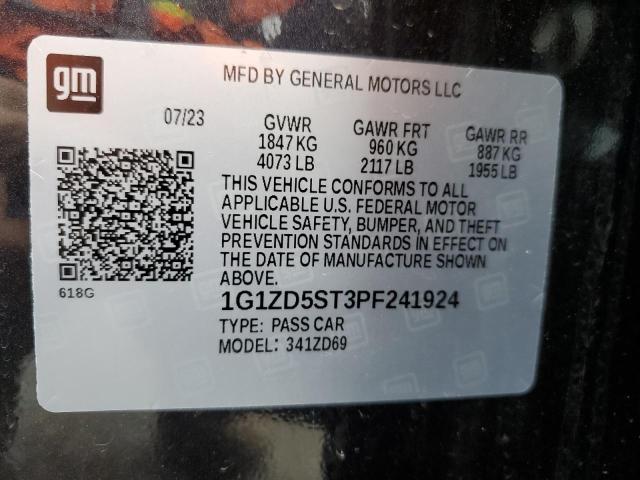 gm
MFD BY GENERAL MOTORS LLC
07/23 GVWR GAWR FRT GAWR RR
1847 KG 960 KG 887 KG
4073 LB 2117 LB 1955 LB
THIS VEHICLE CONFORMS TO ALL
APPLICABLE U.S. FEDERAL MOTOR
VEHICLE SAFETY, BUMPER, AND THEFT
PREVENTION STANDARDS IN EFFECT ON
THE DATE OF MANUFACTURE SHOWN
ABOVE.
618G
1G1ZD5ST3PF241924
TYPE: PASS CAR
MODEL: 341ZD69